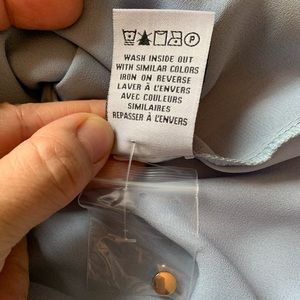 WASH INSIDE OUT
WITH SIMILAR COLORS
IRON ON REVERSE
LAVER À L'ENVERS
AVEC COULEURS
SIMILAIRES
REPASSER À L'ENVERS